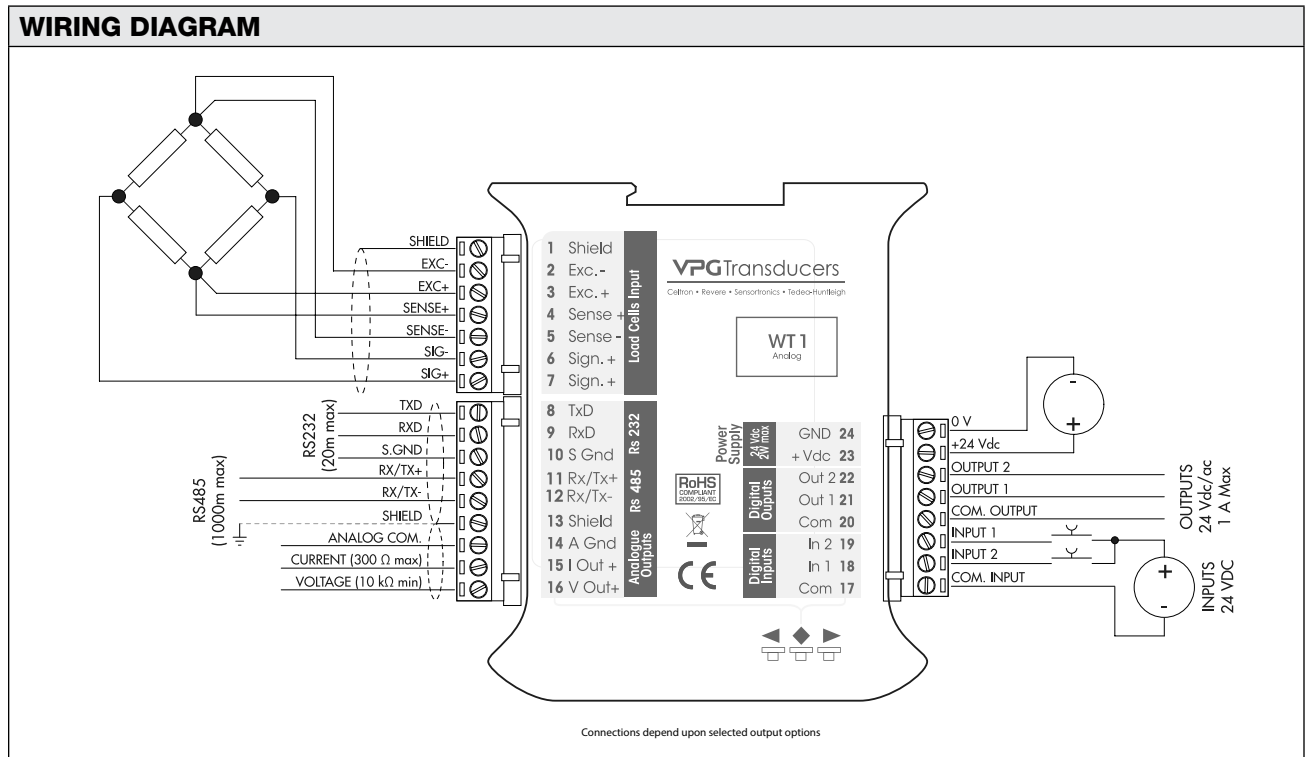 WIRING DIAGRAM
SHIELD
EXC-
EXC+
SENSE+
SENSE-
SIG-
SIG+
TXD
RXD
S.GND
RX/TX+
RX/TX-
SHIELD
ANALOG COM.
CURRENT (300 Ω max)
VOLTAGE (10 kΩ min)
RS232
(20m max)
RS485
(1000m max)
1 Shield
2 Exc.-
3 Exc.+
4 Sense +
5 Sense -
6 Sign. +
7 Sign. +
Load Cells Input
8 TxD
9 RxD
10 S Gnd
Rs 232
11 Rx/Tx+
12 Rx/Tx-
13 Shield
Rs 485
14 A Gnd
15 I Out +
16 V Out+
Analogue
Outputs
VPGTransducers
Celtron • Revere • Sensortronics • Tedea-Huntleigh
WT1
Analog
RoHS
COMPLIANT
2002/95/EC
CE
Power
Supply
24 Vdc
2W max
GND 24
+ Vdc 23
Digital
Ouputs
Out 2 22
Out 1 21
Com 20
Digital
Inputs
In 2 19
In 1 18
Com 17
0 V
+24 Vdc
OUTPUT 2
OUTPUT 1
COM. OUTPUT
INPUT 1
INPUT 2
COM. INPUT
-
+
+
-
OUTPUTS
24 Vdc/ac
1 A Max
INPUTS
24 VDC
Connections depend upon selected output options